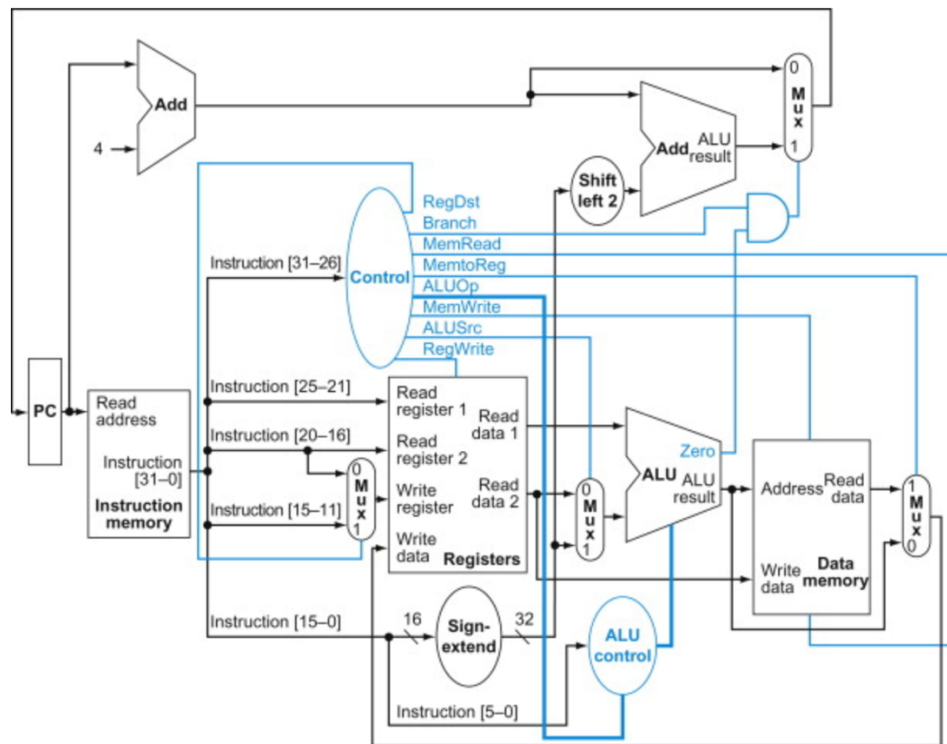 0
M
u
x
1
Add
ALU
Add result
4
Shift
left 2
RegDst
Branch
MemRead
Instruction [31–26]
Control
MemtoReg
ALUOp
MemWrite
ALUSrc
RegWrite
PC
Read
address
Instruction
[31–0]
Instruction
memory
Instruction [25–21]
Read
register 1
Read
data 1
Instruction [20–16]
Read
register 2
0
M
u
x
1
Instruction [15–11]
Write
register
Read
data 2
Write
data
Registers
0
M
u
x
1
Zero
ALU
ALU
result
Address
Read
data
Write
data
Data
memory
1
M
u
x
0
Instruction [15–0]
16
Sign-
extend
32
ALU
control
Instruction [5–0]